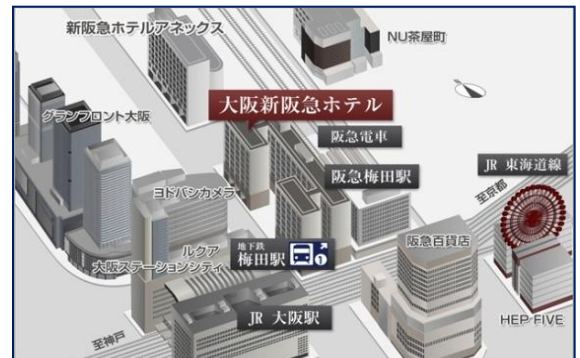 新阪急ホテルアネックス
NU茶屋町
大阪新阪急ホテル
グランフロント大阪
阪急電車
JR 東海道線
阪急梅田駅
ヨドバシカメラ
至京都
地下鉄
梅田駅
1
阪急百貨店
ルクア
大阪ステーションシティ
JR 大阪駅
HEP FIVE
至神戸